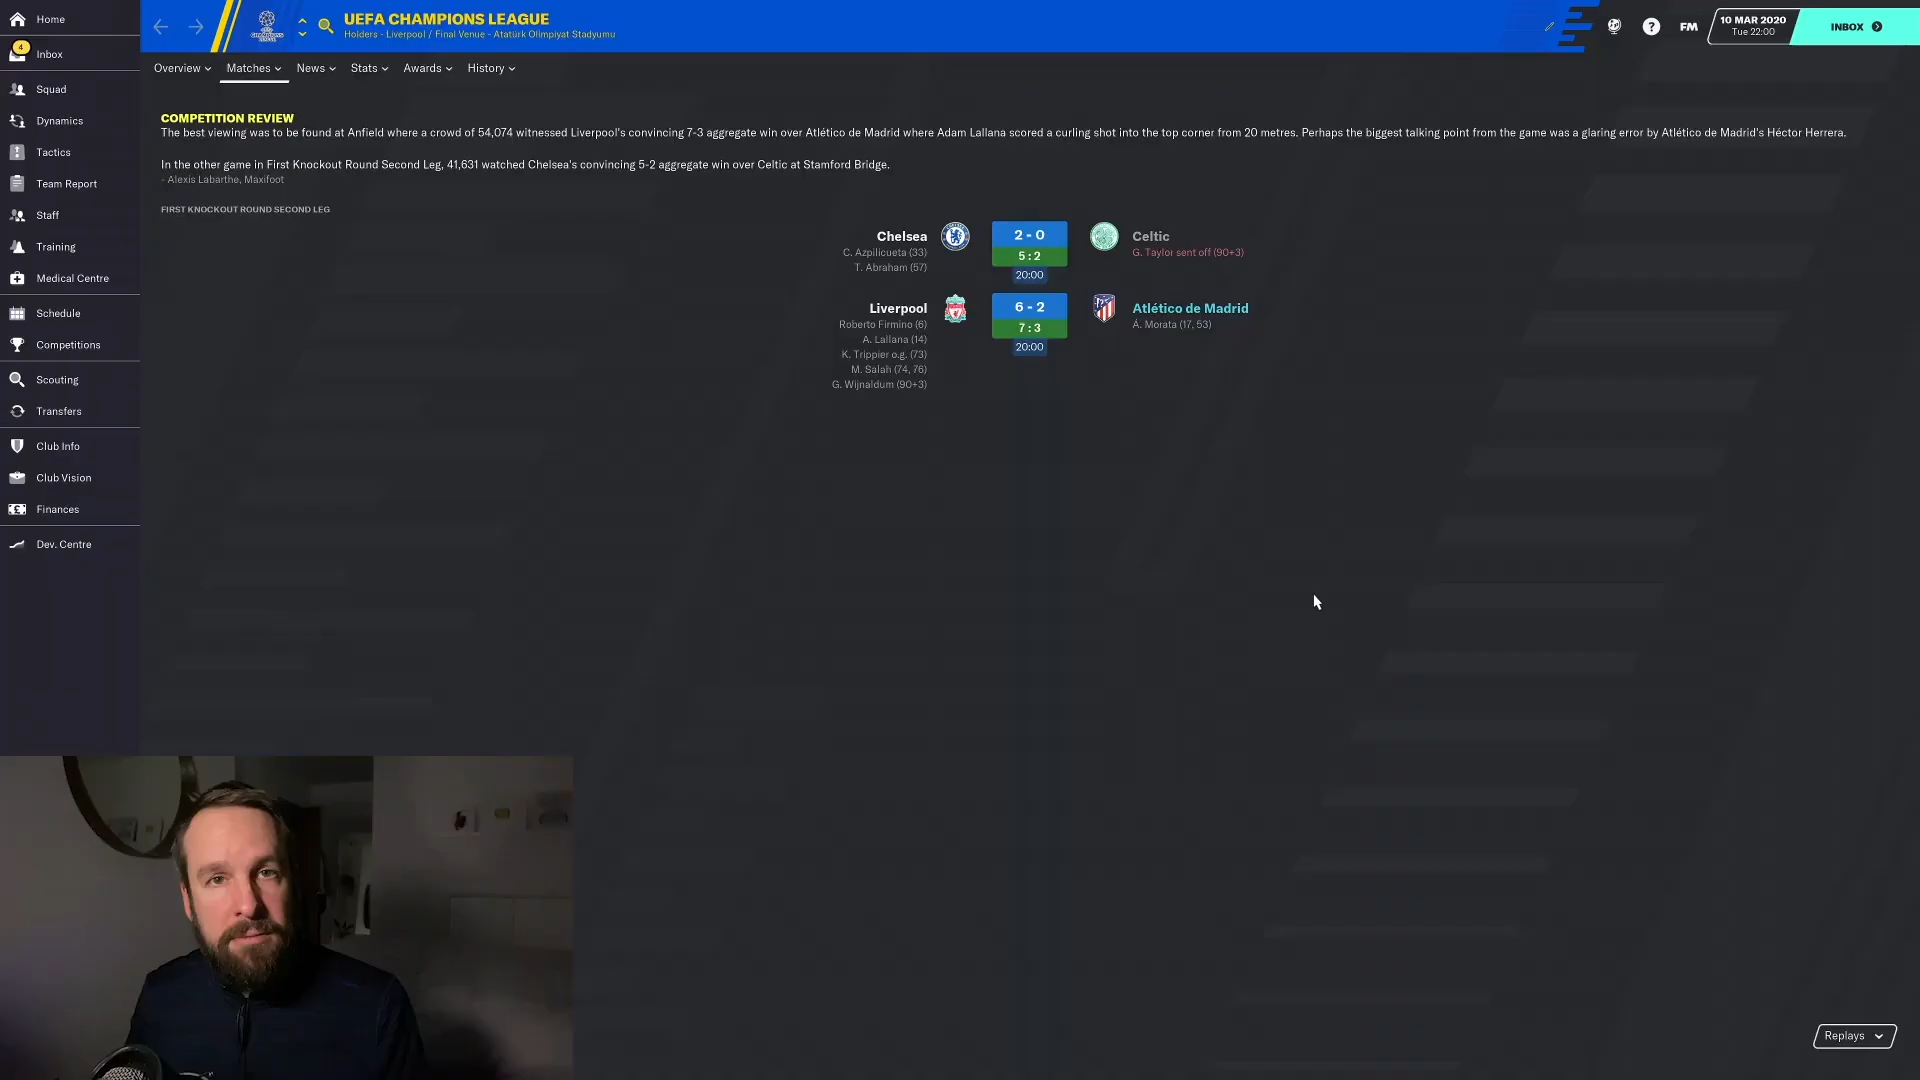 Home
UEFA CHAMPIONS LEAGUE
Holders - Liverpool / Final Venue - Atatürk Olimpiyat Stadyumu
?
FM
10 MAR 2020
Tue 22:00
INBOX
4
Inbox
Overview
Matches
News
Stats
Awards
History
Squad
Dynamics
Tactics
Team Report
Staff
Training
Medical Centre
Schedule
Competitions
Scouting
Transfers
Club Info
Club Vision
Finances
Dev. Centre
COMPETITION REVIEW
The best viewing was to be found at Anfield where a crowd of 54,074 witnessed Liverpool's convincing 7-3 aggregate win over Atlético de Madrid where Adam Lallana scored a curling shot into the top corner from 20 metres. Perhaps the biggest talking point from the game was a glaring error by Atlético de Madrid's Héctor Herrera.
In the other game in First Knockout Round Second Leg, 41,631 watched Chelsea's convincing 5-2 aggregate win over Celtic at Stamford Bridge.
- Alexis Labarthe, Maxifoot
FIRST KNOCKOUT ROUND SECOND LEG
Chelsea 2 - 0 Celtic
C. Azpilicueta (33) 5 : 2 G. Taylor sent off (90+3)
T. Abraham (57) 20:00
Liverpool 6 - 2 Atlético de Madrid
Roberto Firmino (6) 7 : 3 Á. Morata (17, 53)
A. Lallana (14) 20:00
K. Trippier o.g. (73)
M. Salah (74, 76)
G. Wijnaldum (90+3)
Replays